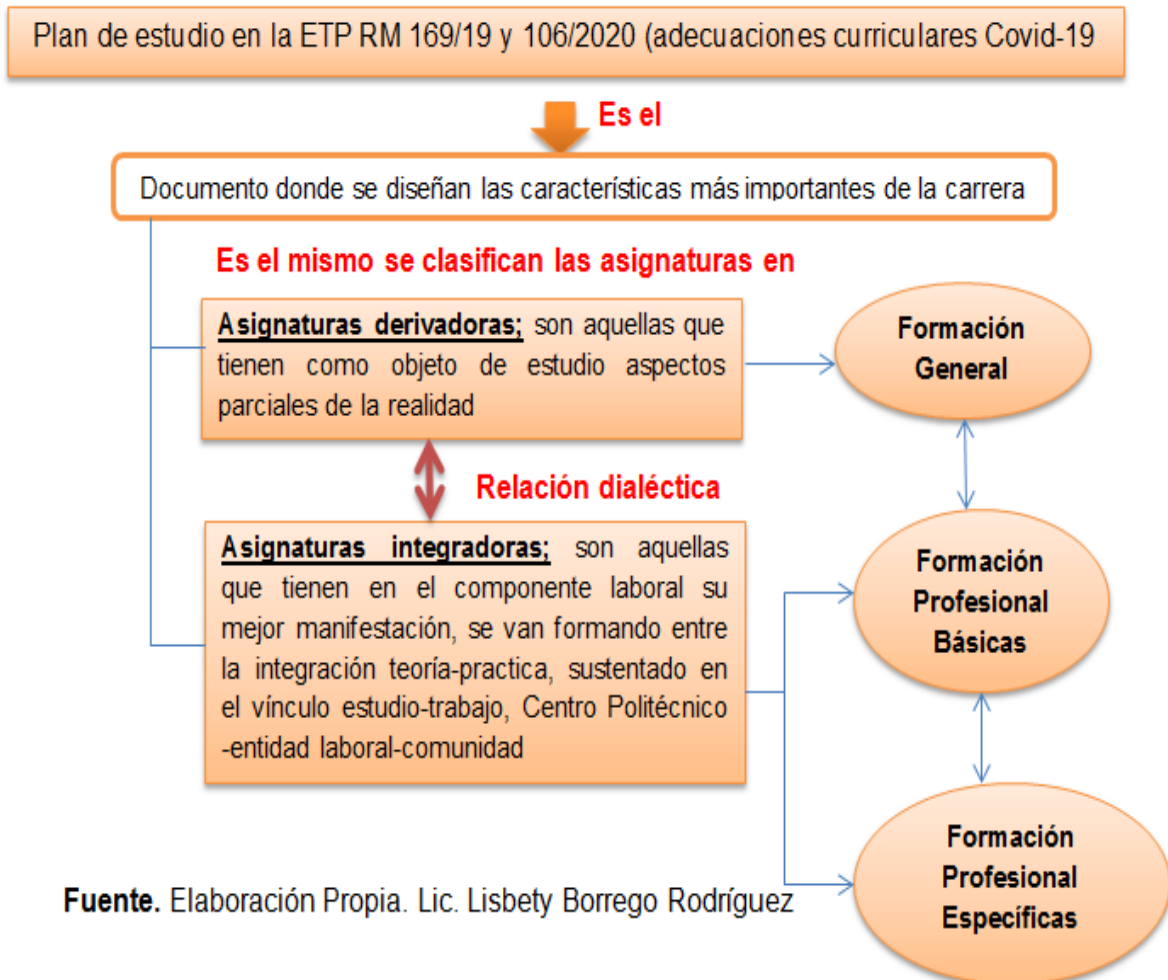 Plan de estudio en la ETP RM 169/19 y 106/2020 (adecuaciones curriculares Covid-19
Es el
Documento donde se diseñan las características más importantes de la carrera
Es el mismo se clasifican las asignaturas en
Asignaturas derivadoras; son aquellas que
tienen como objeto de estudio aspectos
parciales de la realidad
Formación
General
Relación dialéctica
Asignaturas integradoras; son aquellas
que tienen en el componente laboral su
mejor manifestación, se van formando entre
la integración teoría-practica, sustentado en
el vínculo estudio-trabajo, Centro Politécnico
-entidad laboral-comunidad
Formación
Profesional
Básicas
Formación
Profesional
Específicas
Fuente. Elaboración Propia. Lic. Lisbety Borrego Rodríguez